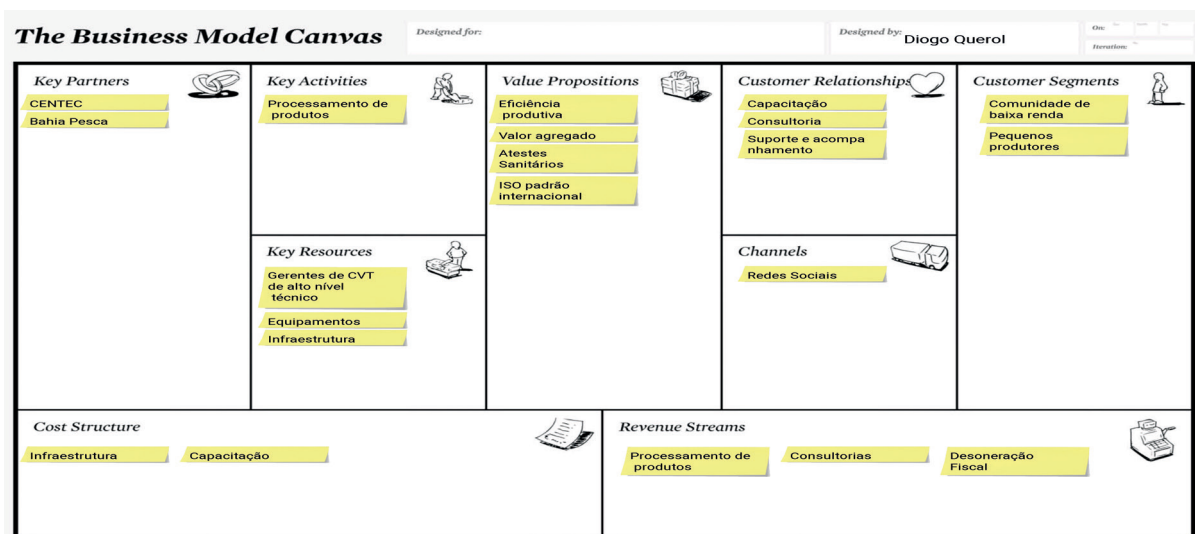 The Business Model Canvas
Designed for:
Designed by:
Diogo Querol
On:
Iteration:
Key Partners
CENTEC
Bahia Pesca
Key Activities
Processamento de
produtos
Key Resources
Gerentes de CVT
de alto nível
técnico
Equipamentos
Infraestrutura
Value Propositions
Eficiência
produtiva
Valor agregado
Atestes
Sanitários
ISO padrão
internacional
Customer Relationships
Capacitação
Consultoria
Suporte e acompa
nhamento
Channels
Redes Sociais
Customer Segments
Comunidade de
baixa renda
Pequenos
produtores
Cost Structure
Infraestrutura
Capacitação
Revenue Streams
Processamento de
produtos
Consultorias
Desoneração
Fiscal